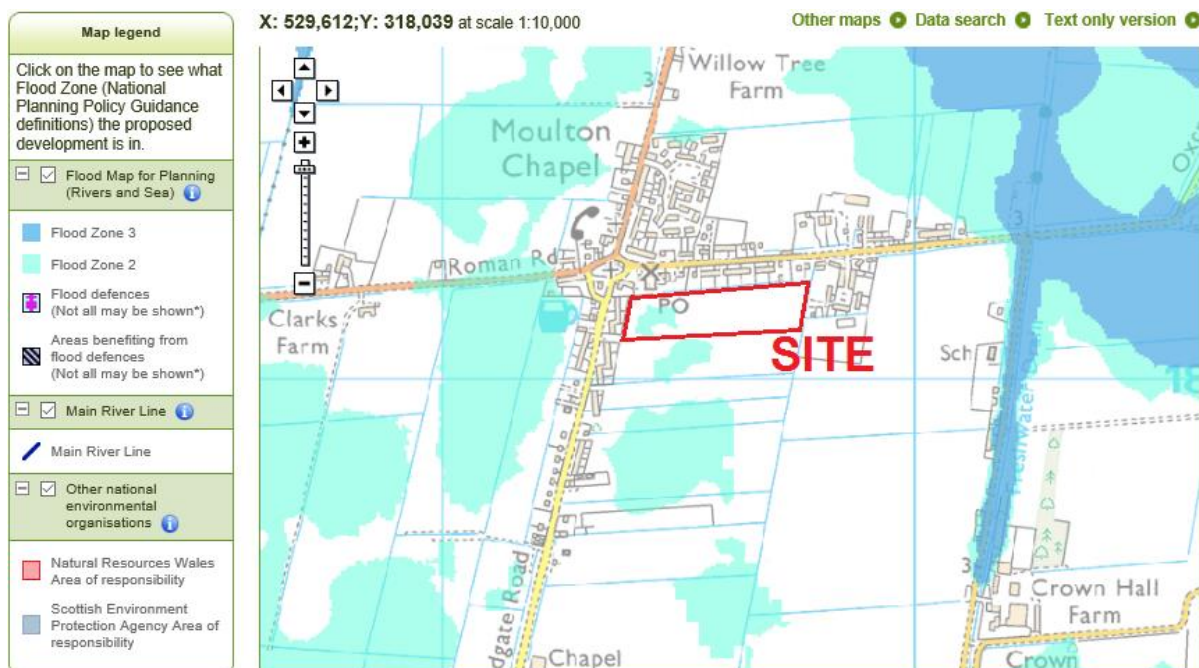 Map legend
X: 529,612;Y: 318,039 at scale 1:10,000
Other maps
Data search
Text only version
Click on the map to see what
Flood Zone (National
Planning Policy Guidance
definitions) the proposed
development is in.
Flood Map for Planning
(Rivers and Sea)
Flood Zone 3
Flood Zone 2
Flood defences
(Not all may be shown*)
Areas benefiting from
flood defences
(Not all may be shown*)
Main River Line
Main River Line
Other national
environmental
organisations
Natural Resources Wales
Area of responsibility
Scottish Environment
Protection Agency Area of
responsibility
3
Willow Tree
Farm
Moulton
Chapel
Roman Rd
3
Clarks
Farm
PO
SITE
Sch
18
3
Crown Hall
Farm
dgate Road
Chapel
Crown